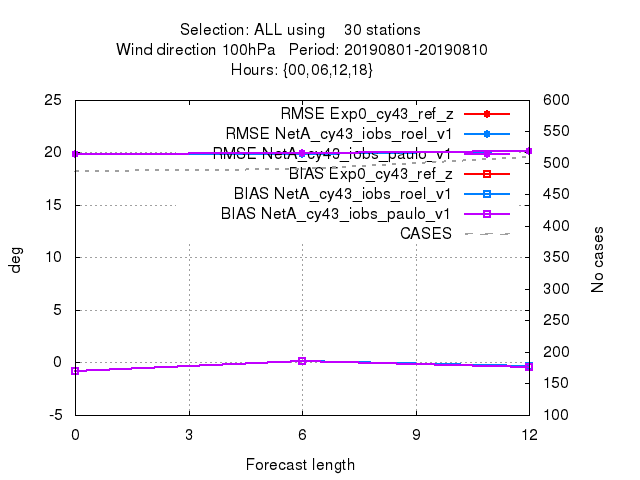 Selection: ALL using 30 stations
Wind direction 100hPa Period: 20190801-20190810
Hours: {00,06,12,18}
RMSE Exp0_cy43_ref_z
RMSE NetA_cy43_iobs_roel_v1
RMSE NetA_cy43_iobs_paulo_v1
BIAS Exp0_cy43_ref_z
BIAS NetA_cy43_iobs_roel_v1
BIAS NetA_cy43_iobs_paulo_v1
CASES
25
20
15
10
5
0
-5
deg
600
550
500
450
400
350
300
250
200
150
100
No cases
0 3 6 9 12
Forecast length